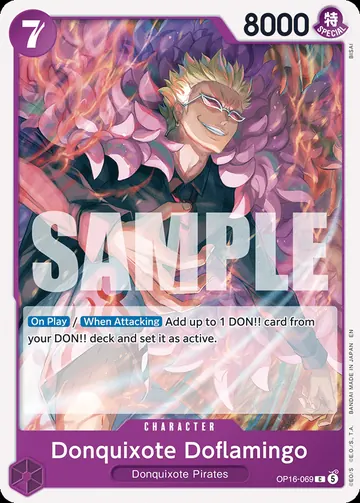 7
8000
特
SPECIAL
BISAI
SAMPLE
On Play / When Attacking Add up to 1 DON!! card from
your DON!! deck and set it as active.
CHARACTER
Donquixote Doflamingo
Donquixote Pirates
OP16-069 C 5
©E.O./S. ©E.O./S., T.A. BANDAI MADE IN JAPAN EN